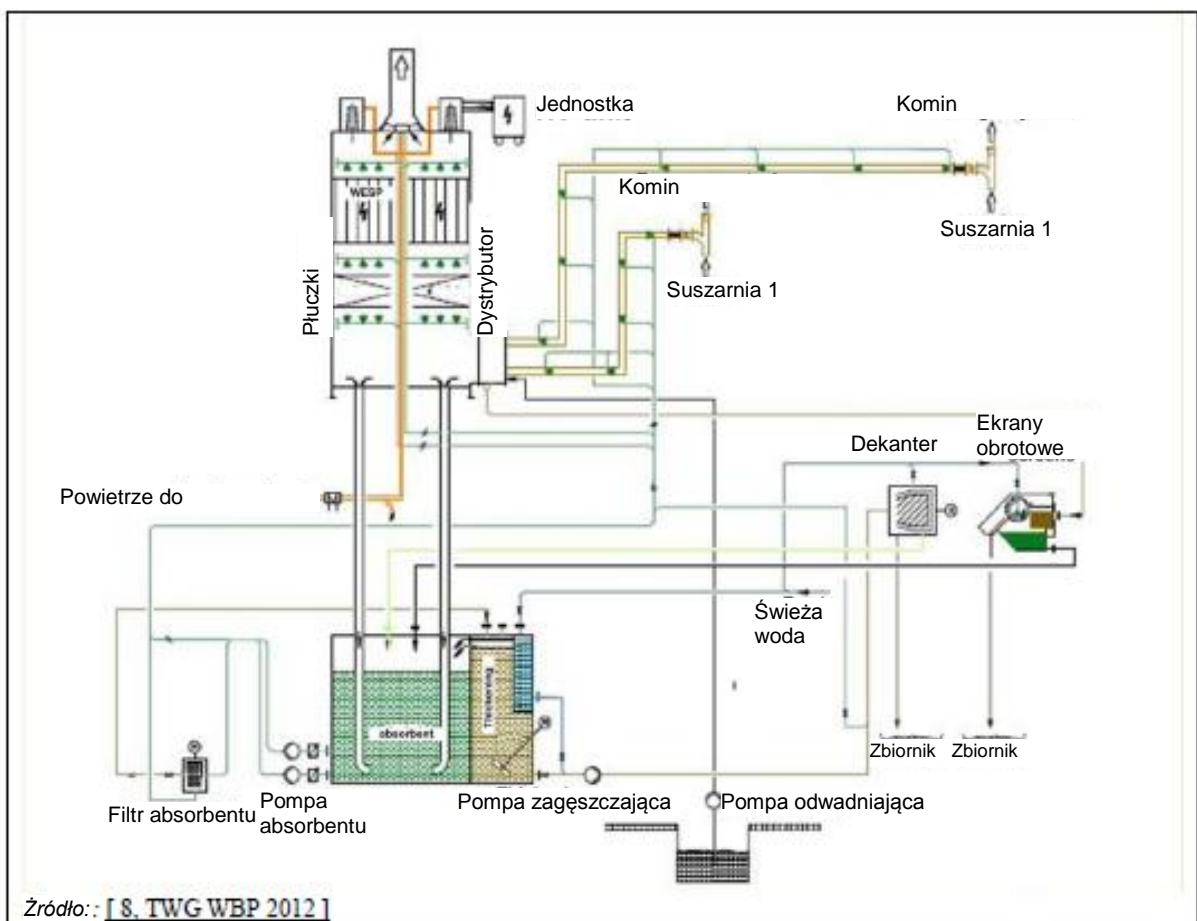 Jednostka
Komin
WESP
Komin
Płuczki
Dystrybutor
Suszarnia 1
Suszarnia 1
Ekrany
obrotowe
Dekanter
Powietrze do
Świeża
woda
Thickening
absorbent
Zbiornik
Zbiornik
Filtr absorbentu
Pompa
absorbentu
Pompa zagęszczająca
Pompa odwadniająca
Żródło: : [ 8, TWG WBP 2012 ]